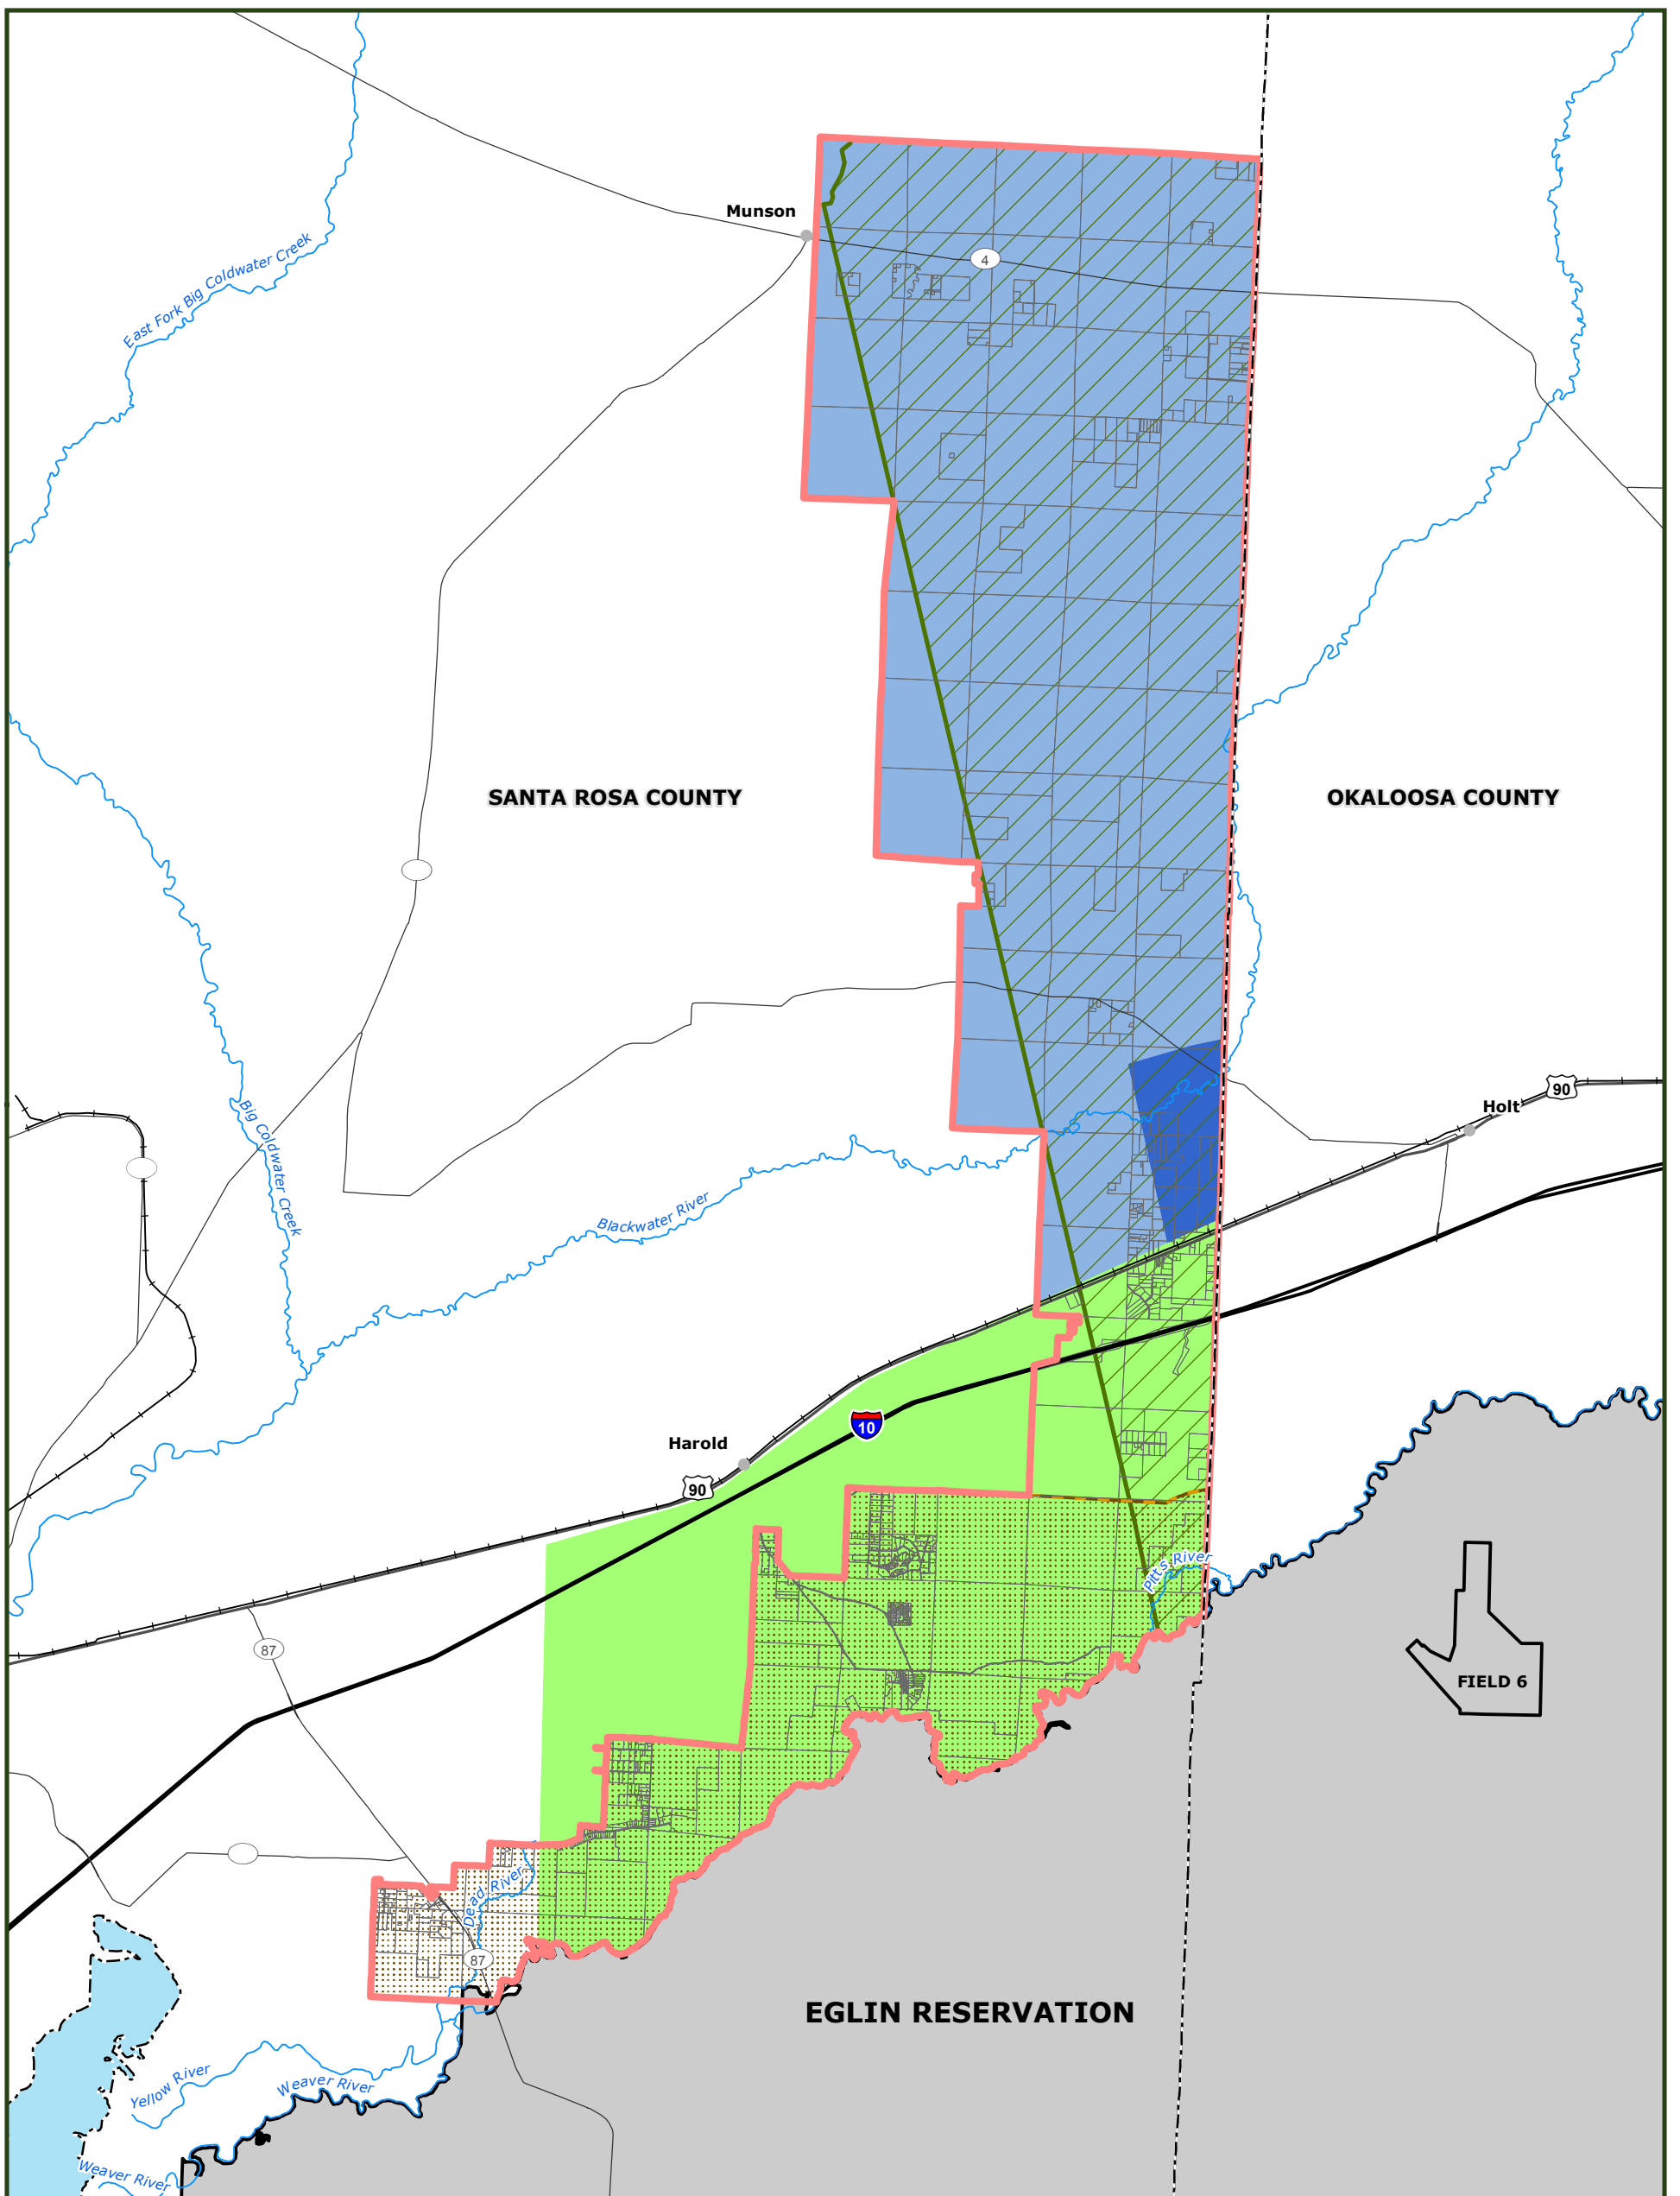 Munson
4
East Fork Big Coldwater Creek
SANTA ROSA COUNTY
OKALOOSA COUNTY
90
Holt
Big Coldwater Creek
Blackwater River
10
Harold
90
Pitts River
87
FIELD 6
Dead River
87
EGLIN RESERVATION
Yellow River
Weaver River
Weaver River